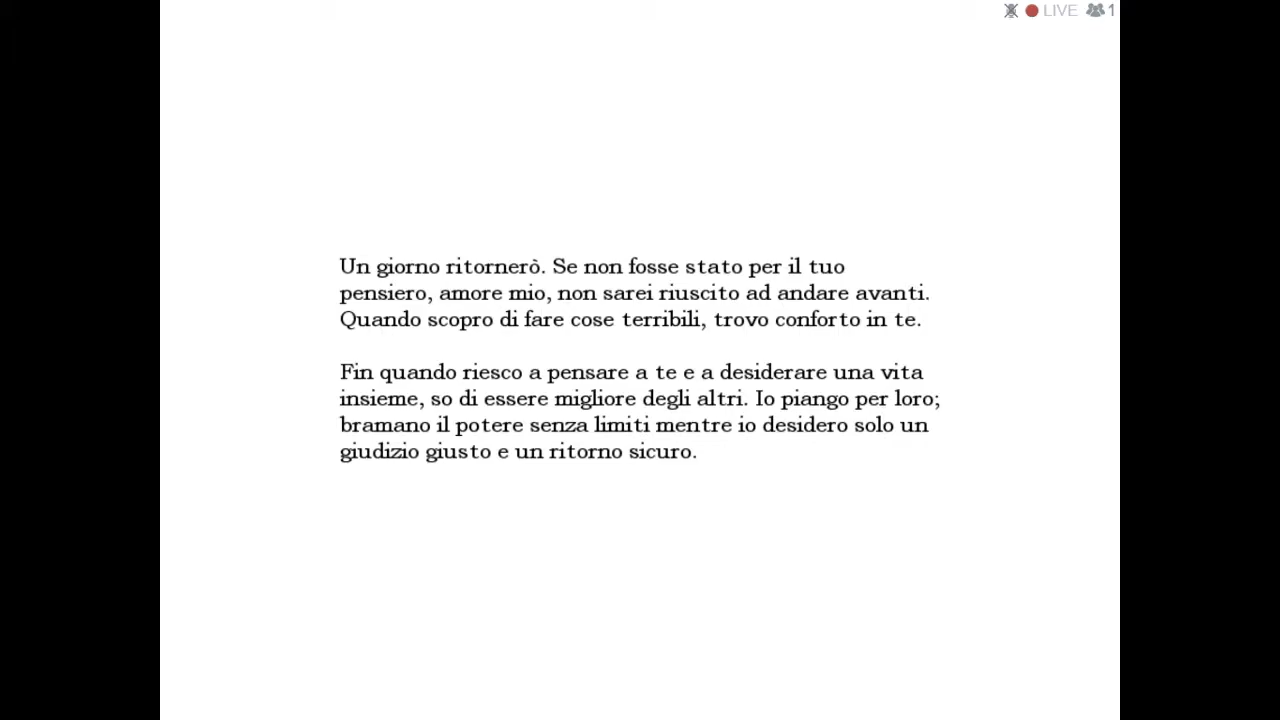 LIVE 1
Un giorno ritornerò. Se non fosse stato per il tuo
pensiero, amore mio, non sarei riuscito ad andare avanti.
Quando scopro di fare cose terribili, trovo conforto in te.
Fin quando riesco a pensare a te e a desiderare una vita
insieme, so di essere migliore degli altri. Io piango per loro;
bramano il potere senza limiti mentre io desidero solo un
giudizio giusto e un ritorno sicuro.